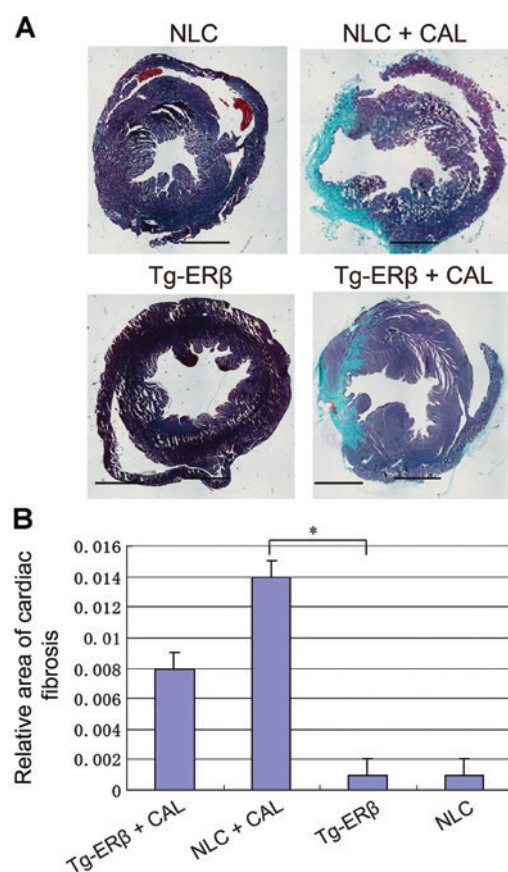 A
NLC
NLC + CAL
Tg-ERβ
Tg-ERβ + CAL
B
Relative area of cardiac
fibrosis
0.016
0.014
0.012
0.01
0.008
0.006
0.004
0.002
0
*
Tg-ERβ + CAL
NLC + CAL
Tg-ERβ
NLC